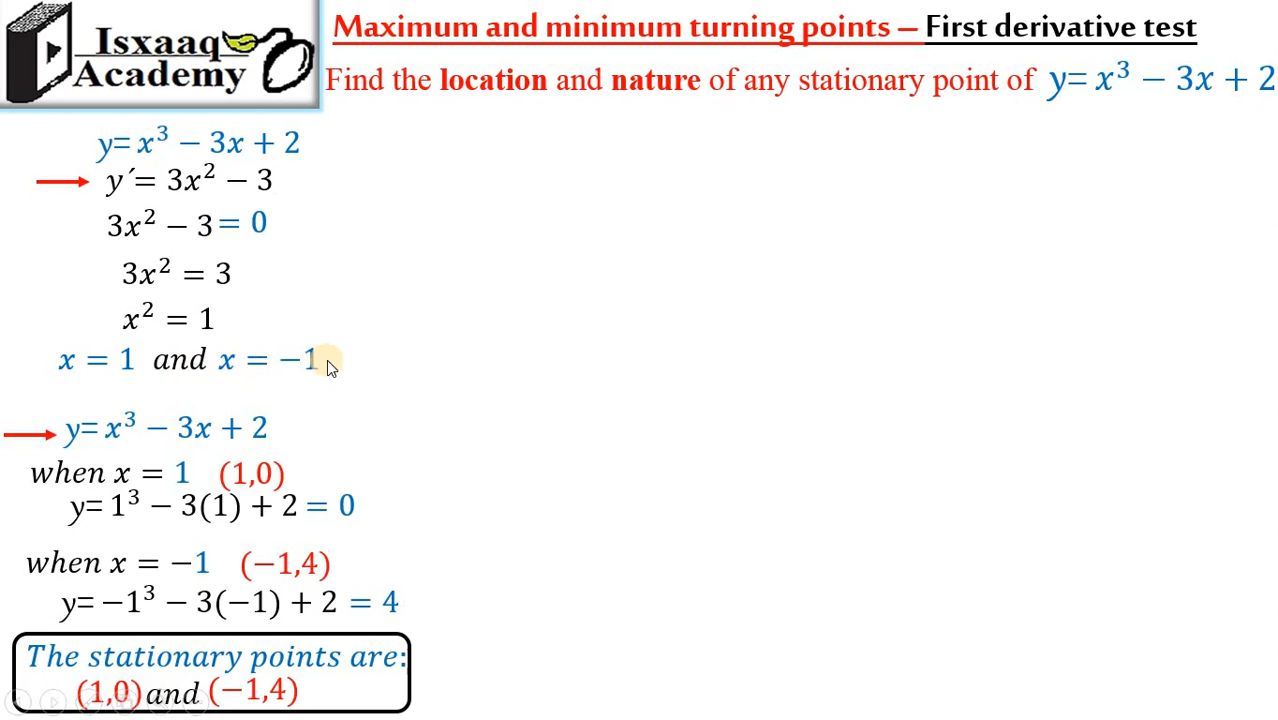 Isxaaq
Academy
Maximum and minimum turning points – First derivative test
Find the location and nature of any stationary point of y= x³ − 3x + 2
y= x³ − 3x + 2
y´= 3x² − 3
3x² − 3 = 0
3x² = 3
x² = 1
x = 1 and x = −1
y= x³ − 3x + 2
when x = 1 (1,0)
y= 1³ − 3(1) + 2 = 0
when x = −1 (−1,4)
y= −1³ − 3(−1) + 2 = 4
The stationary points are:
(1,0) and (−1,4)